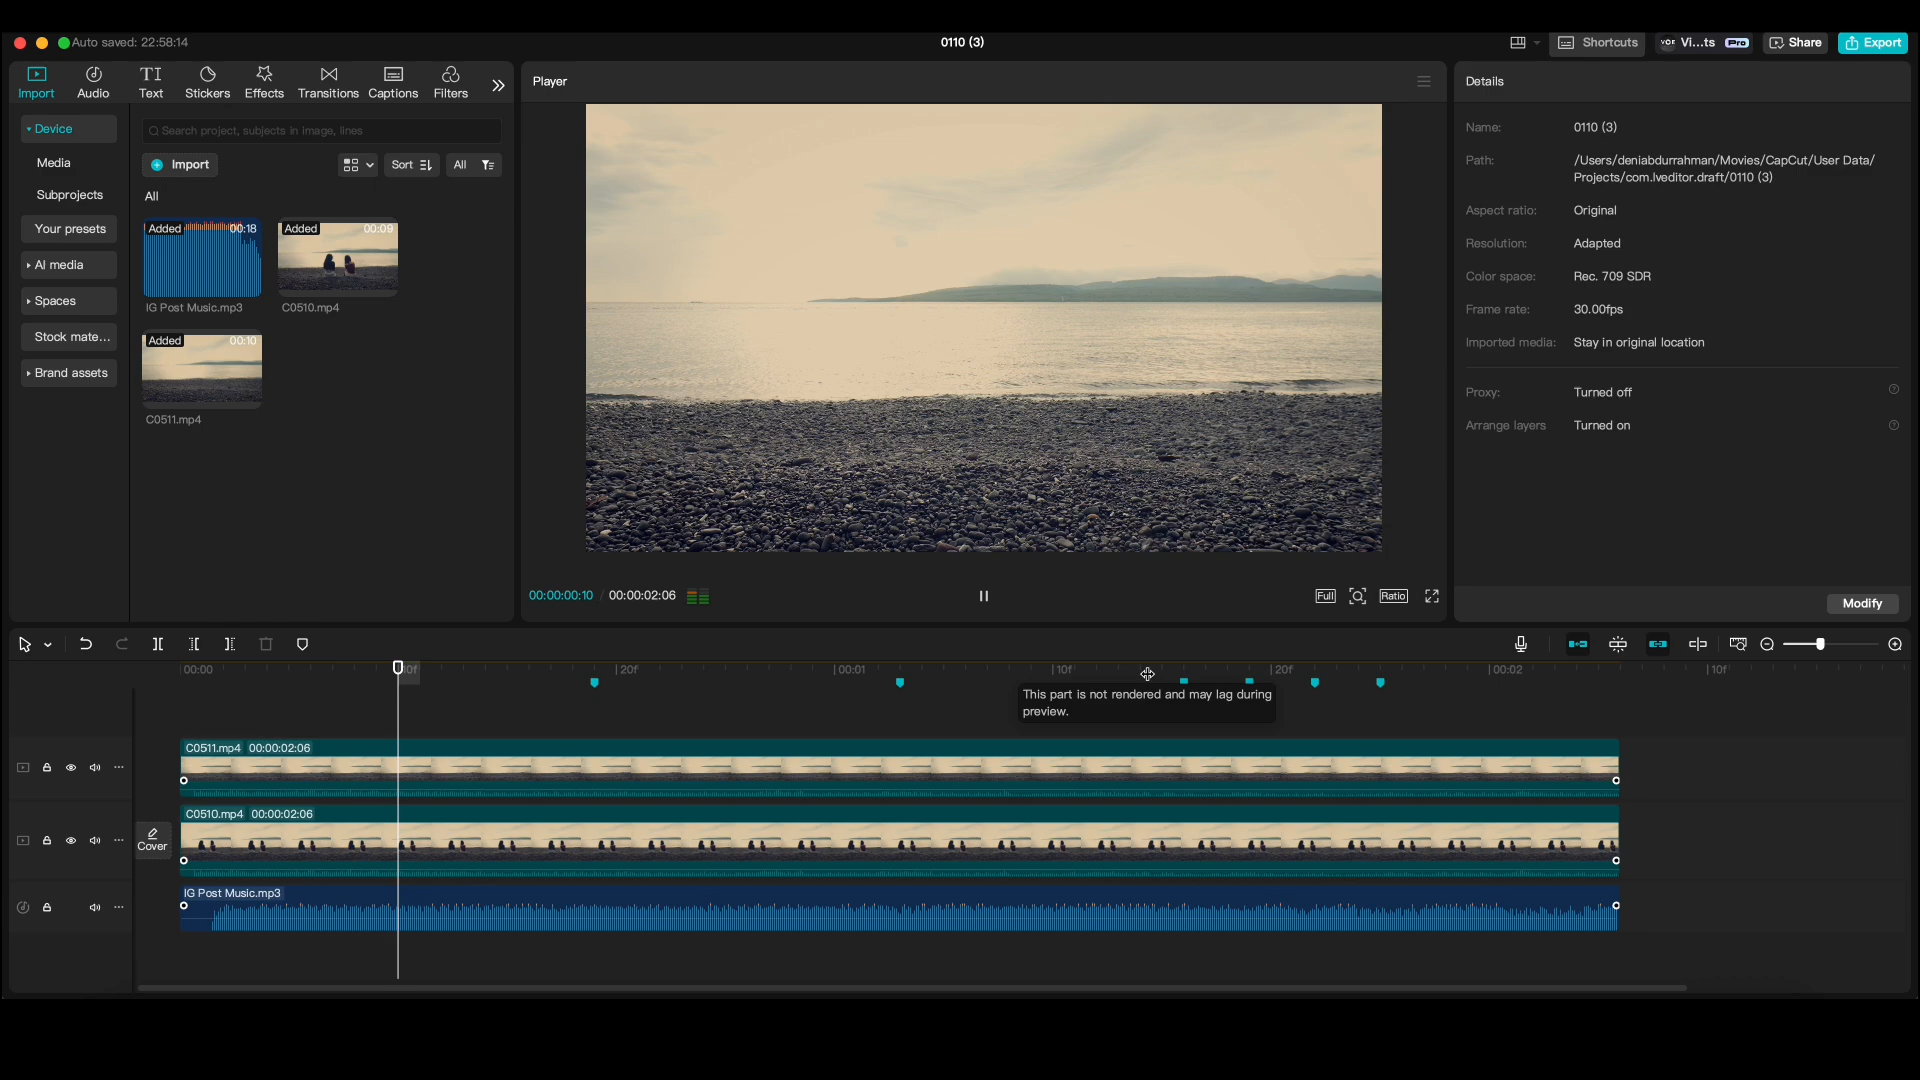 Auto saved: 22:58:14
0110 (3)
Shortcuts
Vi...ts
Pro
Share
Export
Import
Audio
TI
Text
Stickers
Effects
Transitions
Captions
Filters
Player
Details
Device
Media
Subprojects
Your presets
AI media
Spaces
Stock mate...
Brand assets
Search project, subjects in image, lines
Import
Sort
All
All
Added
00:18
IG Post Music.mp3
Added
00:09
C0510.mp4
Added
00:10
C0511.mp4
Name:
0110 (3)
Path:
/Users/deniabdurrahman/Movies/CapCut/User Data/
Projects/com.lveditor.draft/0110 (3)
Aspect ratio:
Original
Resolution:
Adapted
Color space:
Rec. 709 SDR
Frame rate:
30.00fps
Imported media:
Stay in original location
Proxy:
Turned off
Arrange layers
Turned on
Modify
00:00:00:10 / 00:00:02:06
Full
Ratio
00:00
20f
00:01
10f
20f
00:02
10f
This part is not rendered and may lag during
preview.
C0511.mp4 00:00:02:06
C0510.mp4 00:00:02:06
Cover
IG Post Music.mp3